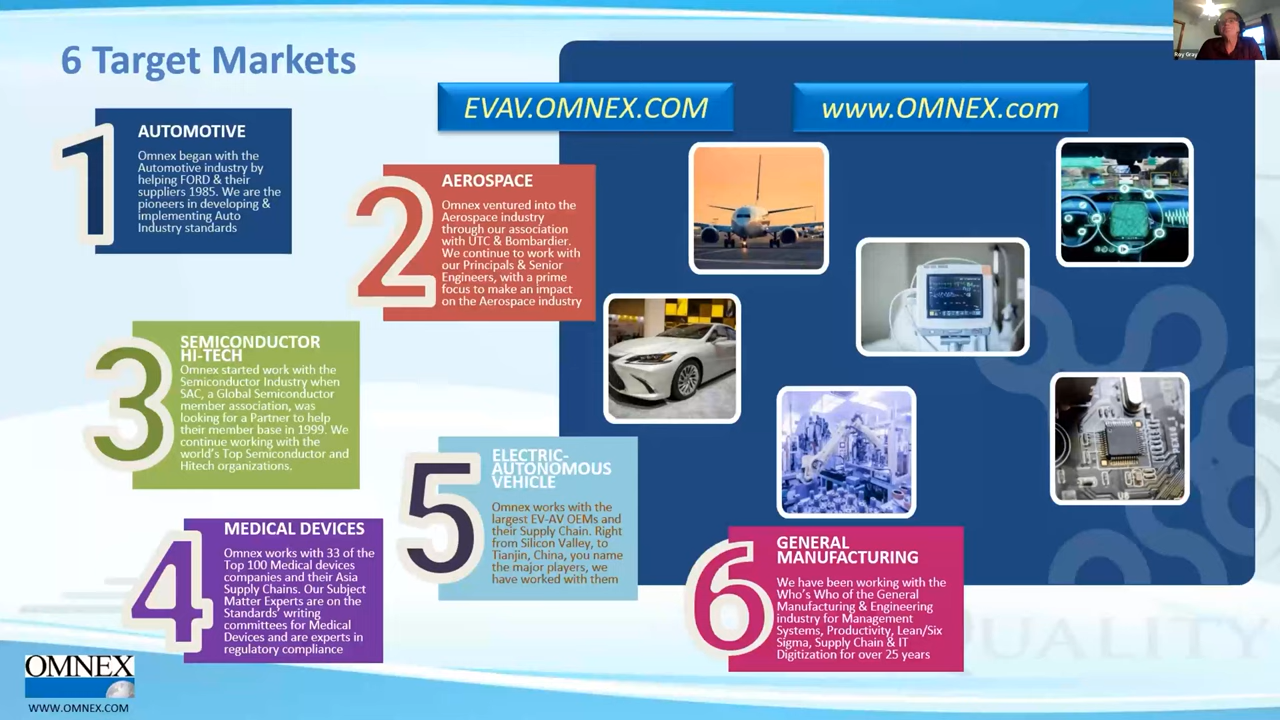 6 Target Markets
Roy Gray
EVAV.OMNEX.COM
www.OMNEX.com
1
AUTOMOTIVE
Omnex began with the
Automotive industry by
helping FORD & their
suppliers 1985. We are the
pioneers in developing &
implementing Auto
Industry standards
2
AEROSPACE
Omnex ventured into the
Aerospace industry
through our association
with UTC & Bombardier.
We continue to work with
our Principals & Senior
Engineers, with a prime
focus to make an impact
on the Aerospace industry
3
SEMICONDUCTOR
HI-TECH
Omnex started work with the
Semiconductor Industry when
SAC, a Global Semiconductor
member association, was
looking for a Partner to help
their member base in 1999. We
continue working with the
world's Top Semiconductor and
Hitech organizations.
4
MEDICAL DEVICES
Omnex works with 33 of the
Top 100 Medical devices
companies and their Asia
Supply Chains. Our Subject
Matter Experts are on the
Standards' writing
committees for Medical
Devices and are experts in
regulatory compliance
5
ELECTRIC-
AUTONOMOUS
VEHICLE
Omnex works with the
largest EV-AV OEMs and
their Supply Chain. Right
from Silicon Valley, to
Tianjin, China, you name
the major players, we
have worked with them
6
GENERAL
MANUFACTURING
We have been working with the
Who's Who of the General
Manufacturing & Engineering
industry for Management
Systems, Productivity, Lean/Six
Sigma, Supply Chain & IT
Digitization for over 25 years
QUALITY
OMNEX
WWW.OMNEX.COM